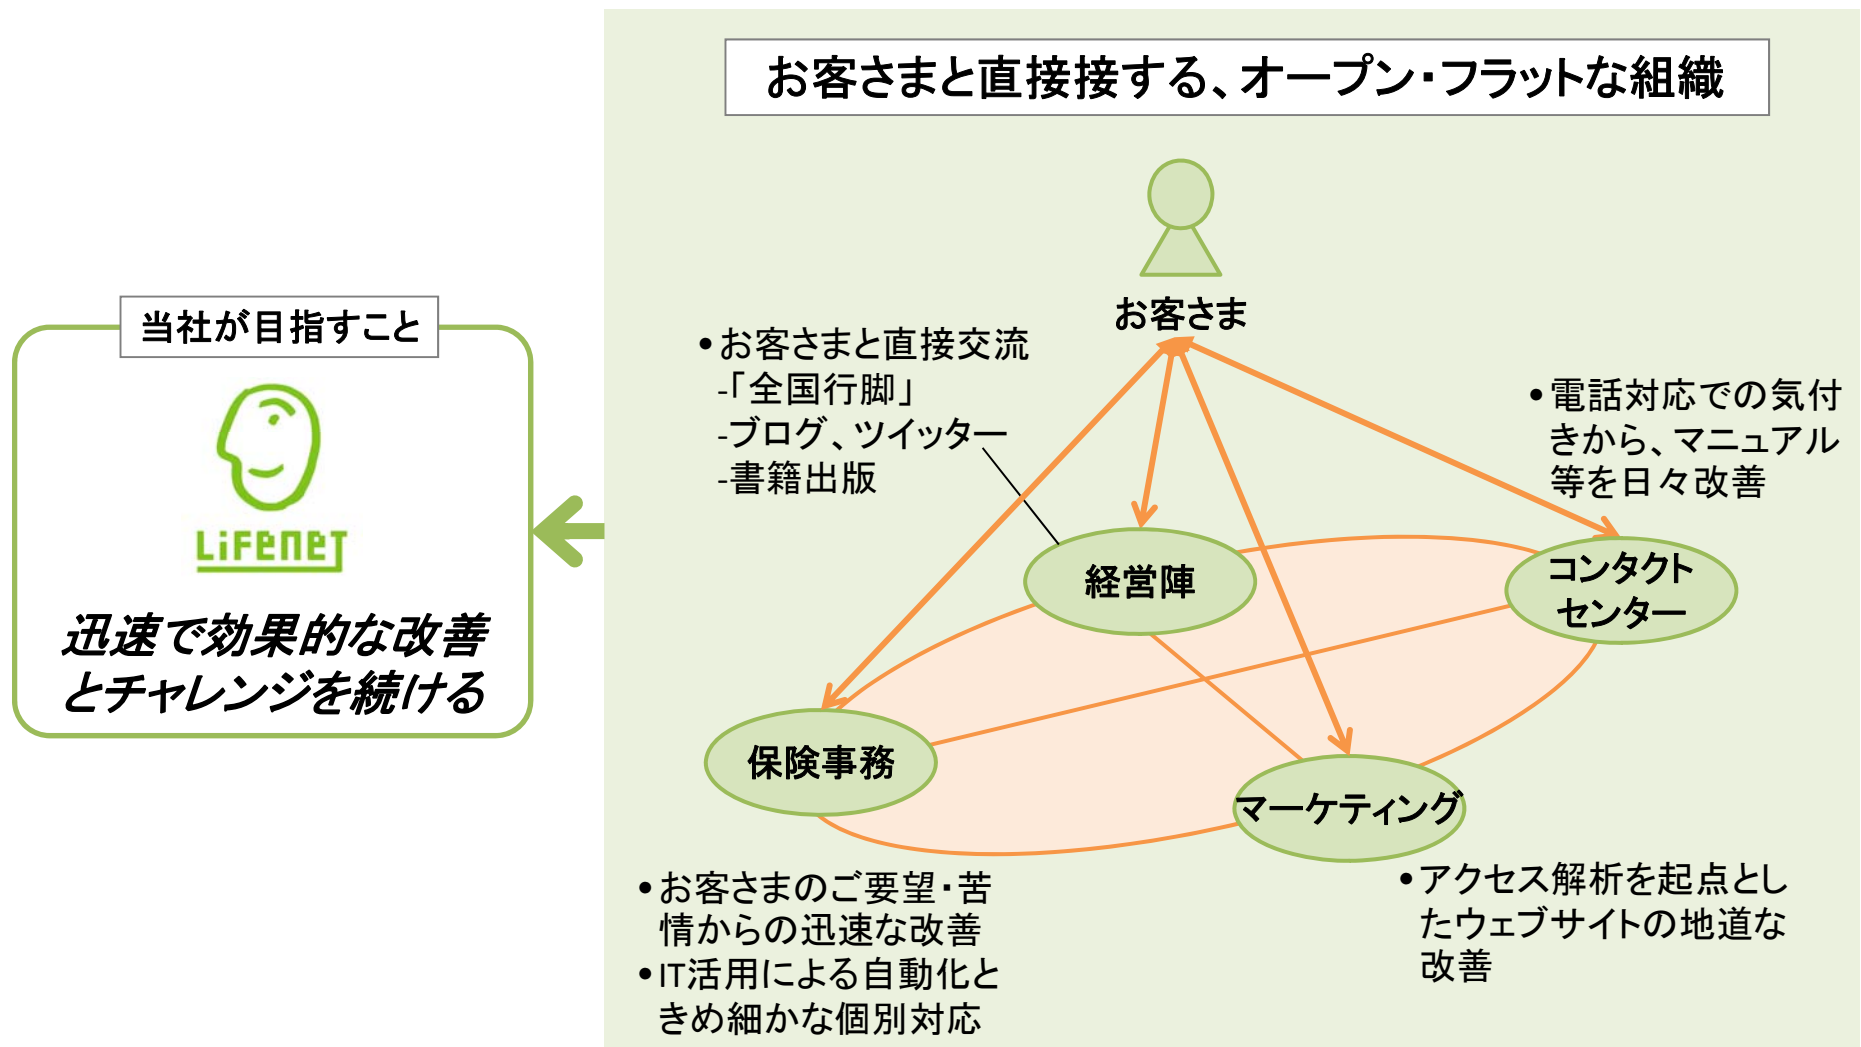 お客さまと直接接する、オープン・フラットな組織
お客さま
当社が目指すこと
LiFENET
迅速で効果的な改善
とチャレンジを続ける
•お客さまと直接交流
-「全国行脚」
-ブログ、ツイッター
-書籍出版
•電話対応での気付
きから、マニュアル
等を日々改善
経営陣
コンタクト
センター
保険事務
マーケティング
•お客さまのご要望・苦
情からの迅速な改善
•IT活用による自動化と
きめ細かな個別対応
•アクセス解析を起点とし
たウェブサイトの地道な
改善